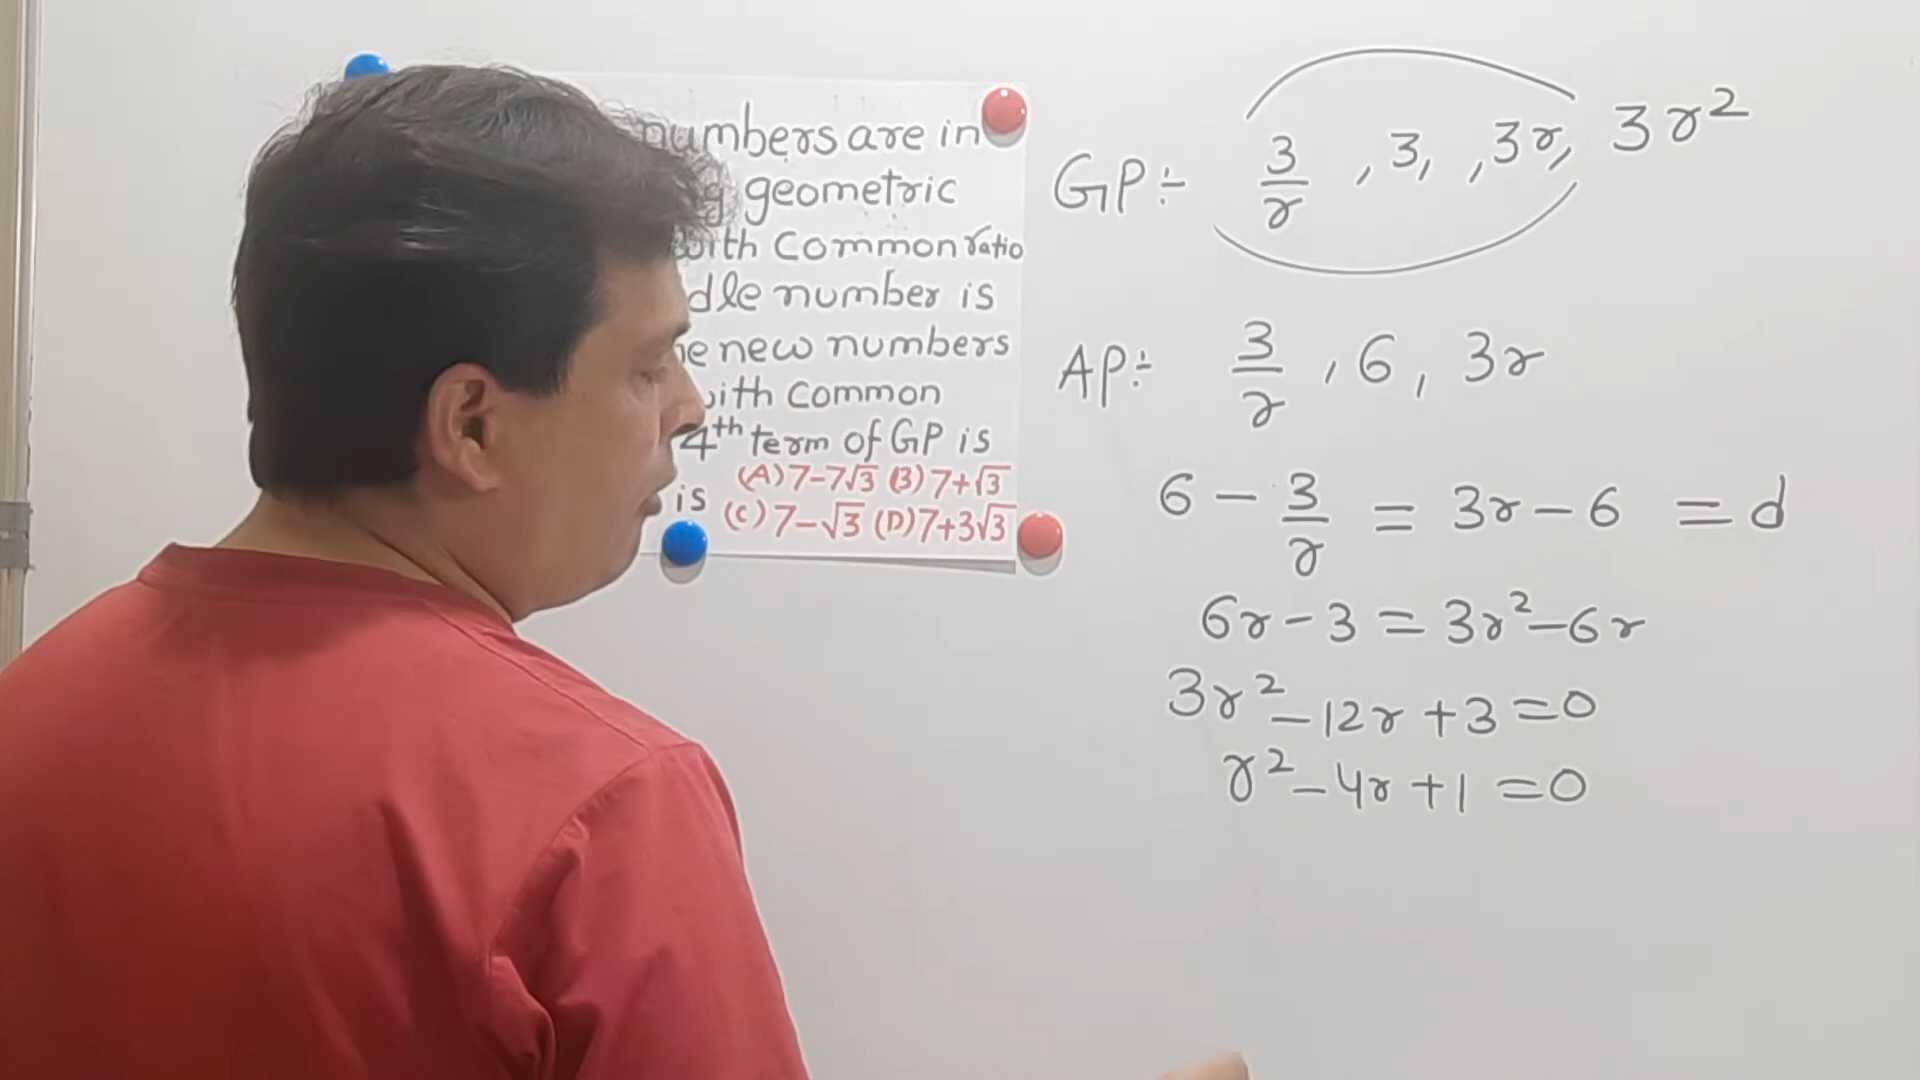 numbers are in
geometric
with Common ratio
dle number is
e new numbers
with common
4th term of GP is
is (A) 7-7√3 (B) 7+√3
(C) 7-√3 (D) 7+3√3
GP÷ 3/r , 3, , 3r, 3r²
AP÷ 3/r , 6 , 3r
6 - 3/r = 3r - 6 = d
6r - 3 = 3r² - 6r
3r² - 12r + 3 = 0
r² - 4r + 1 = 0